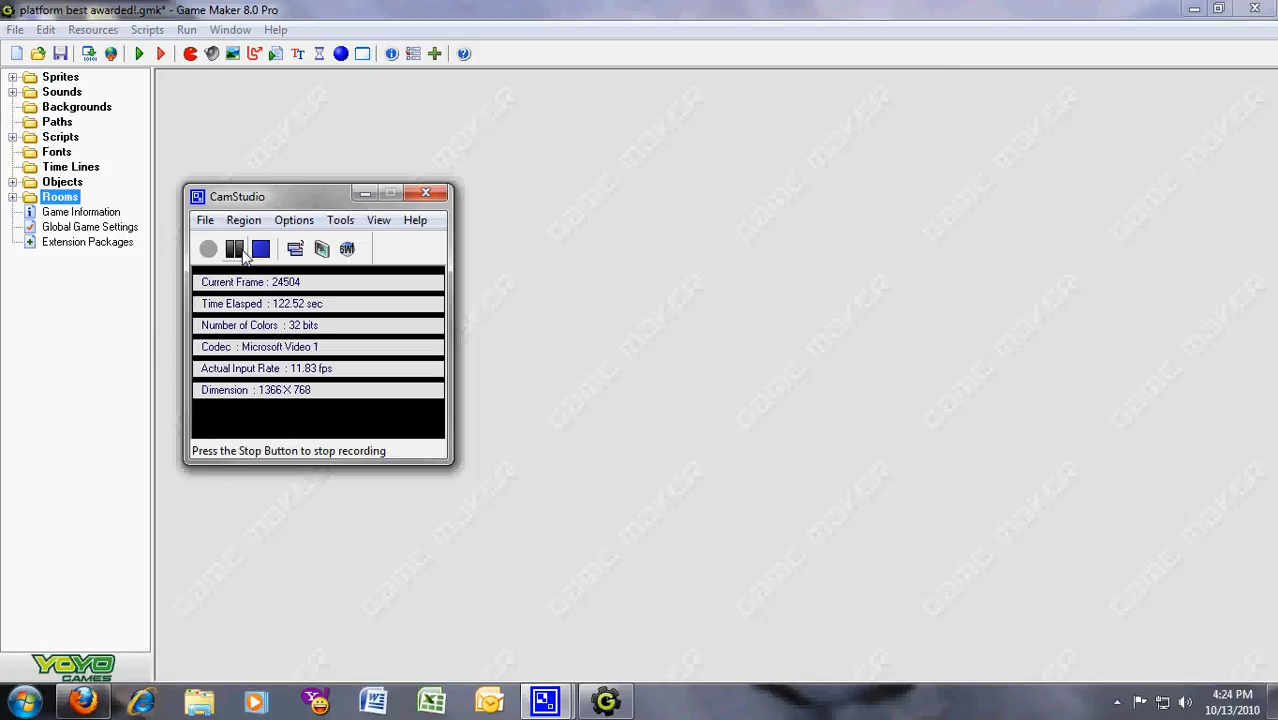 platform best awarded!.gmk* - Game Maker 8.0 Pro
File Edit Resources Scripts Run Window Help
Sprites
Sounds
Backgrounds
Paths
Scripts
Fonts
Time Lines
Objects
Rooms
Game Information
Global Game Settings
Extension Packages
CamStudio
File Region Options Tools View Help
Current Frame : 24504
Time Elasped : 122.52 sec
Number of Colors : 32 bits
Codec : Microsoft Video 1
Actual Input Rate : 11.83 fps
Dimension : 1366 X 768
Press the Stop Button to stop recording
YOYO
GAMES
4:24 PM
10/13/2010